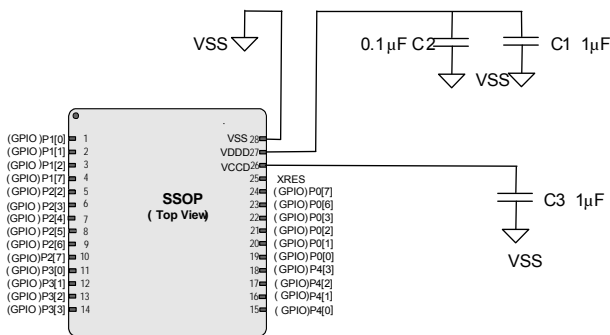 VSS
0.1µF C2
C1 1µF
VSS
(GPIO)P1[0] 1
(GPIO)P1[1] 2
(GPIO)P1[2] 3
(GPIO)P1[7] 4
(GPIO)P2[2] 5
(GPIO)P2[3] 6
(GPIO)P2[4] 7
(GPIO)P2[5] 8
(GPIO)P2[6] 9
(GPIO)P2[7] 10
(GPIO)P3[0] 11
(GPIO)P3[1] 12
(GPIO)P3[2] 13
(GPIO)P3[3] 14
SSOP
(Top View)
VSS 28
VDDD 27
VCCD 26
25 XRES
24 (GPIO)P0[7]
23 (GPIO)P0[6]
22 (GPIO)P0[3]
21 (GPIO)P0[2]
20 (GPIO)P0[1]
19 (GPIO)P0[0]
18 (GPIO)P4[3]
17 (GPIO)P4[2]
16 (GPIO)P4[1]
15 (GPIO)P4[0]
C3 1µF
VSS